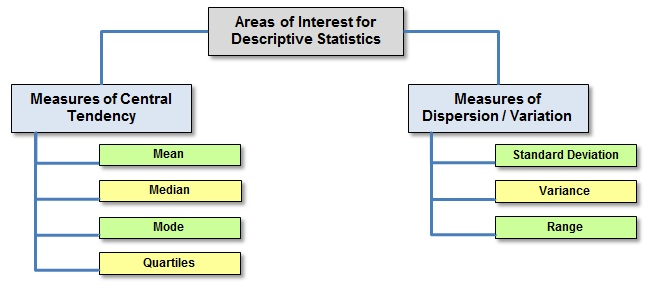 Areas of Interest for
Descriptive Statistics
Measures of Central
Tendency
Mean
Median
Mode
Quartiles
Measures of
Dispersion / Variation
Standard Deviation
Variance
Range